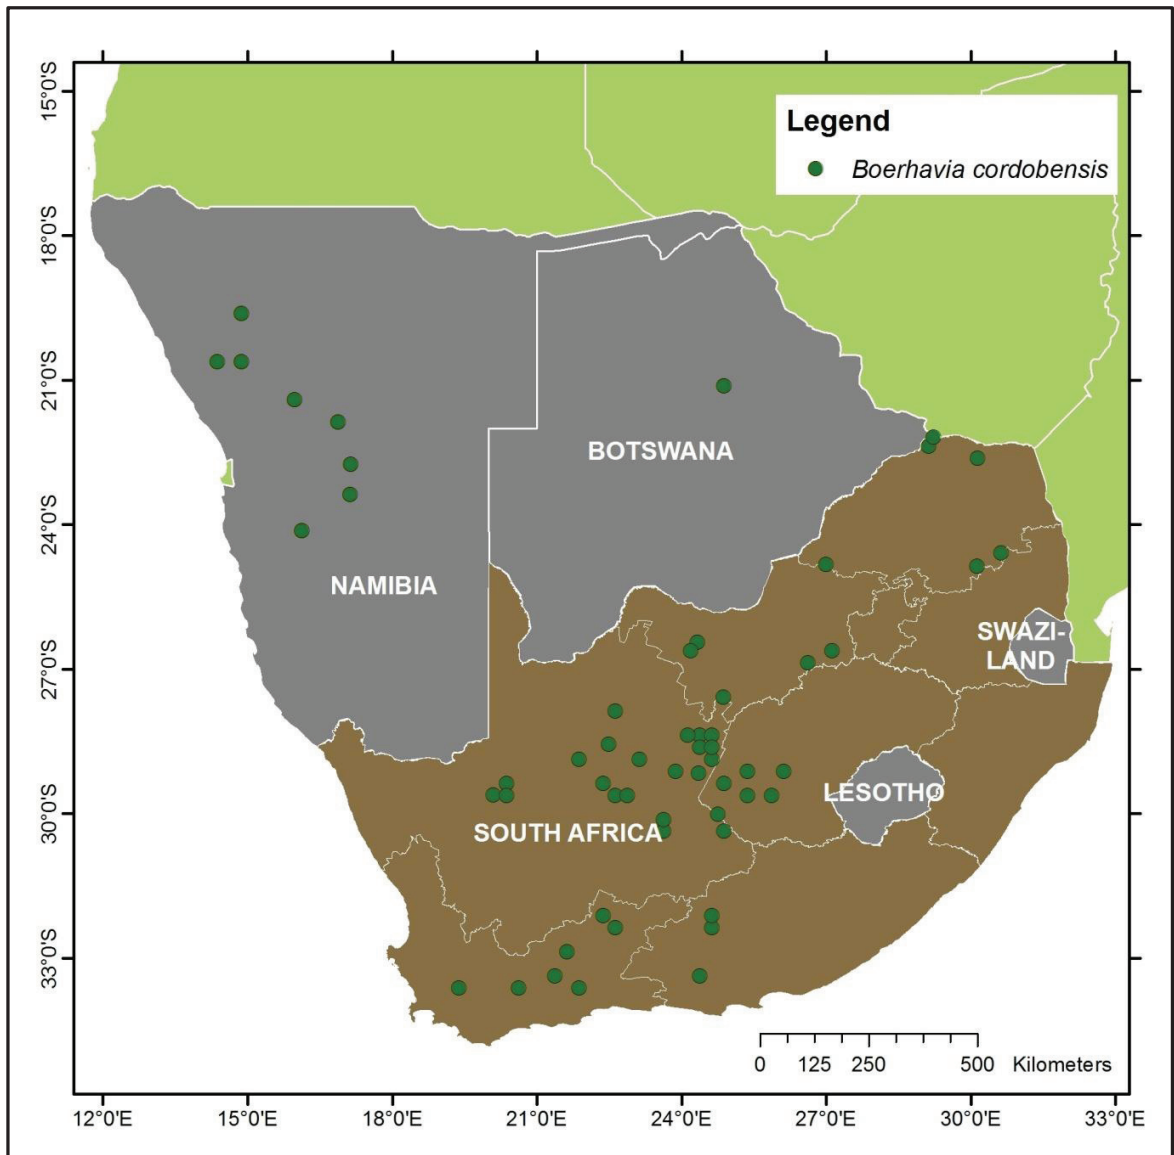 Legend
Boerhavia cordobensis
15°0'S
18°0'S
21°0'S
24°0'S
27°0'S
30°0'S
33°0'S
BOTSWANA
NAMIBIA
SWAZI-
LAND
LESOTHO
SOUTH AFRICA
0 125 250 500 Kilometers
12°0'E 15°0'E 18°0'E 21°0'E 24°0'E 27°0'E 30°0'E 33°0'E